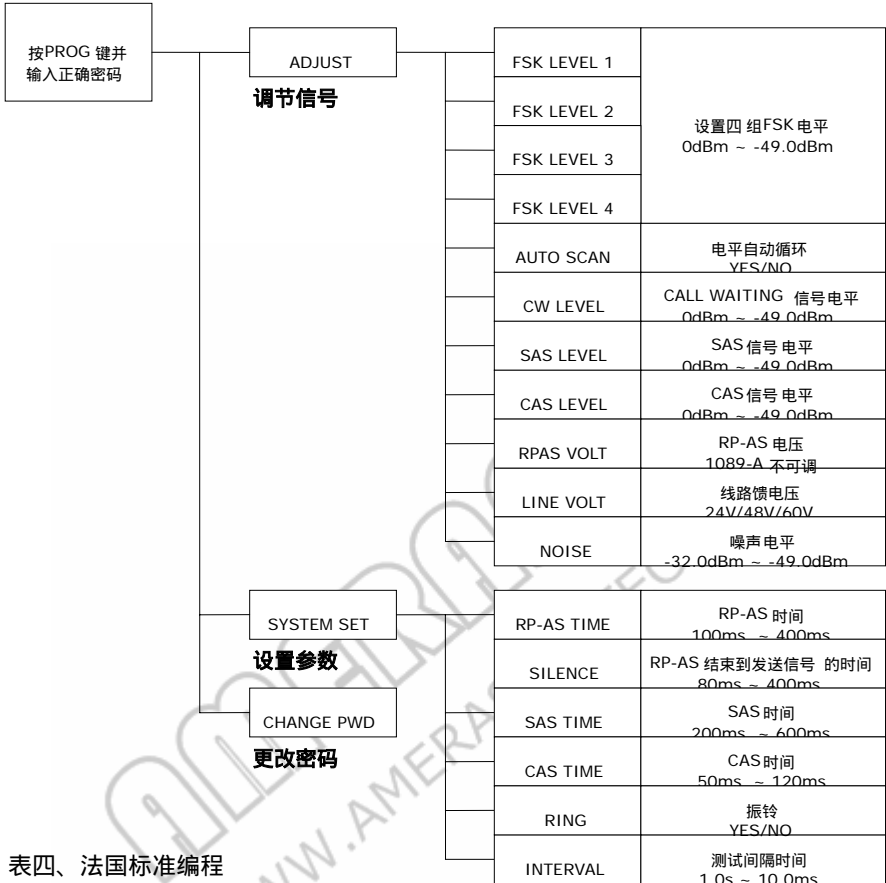 按PROG 键并
输入正确密码
ADJUST
调节信号
FSK LEVEL 1
FSK LEVEL 2
FSK LEVEL 3
FSK LEVEL 4
设置四 组FSK 电平
0dBm ~ -49.0dBm
AUTO SCAN
电平自动循环
YES/NO
CW LEVEL
CALL WAITING 信号电平
0dBm ~ -49.0dBm
SAS LEVEL
SAS 信号 电平
0dBm ~ -49.0dBm
CAS LEVEL
CAS 信号 电平
0dBm ~ -49.0dBm
RPAS VOLT
RP-AS 电压
1089-A 不可调
LINE VOLT
线路馈电压
24V/48V/60V
NOISE
噪声电平
-32.0dBm ~ -49.0dBm
SYSTEM SET
设置参数
RP-AS TIME
RP-AS 时间
100ms ~ 400ms
SILENCE
RP-AS 结束到发送信号 的时间
80ms ~ 400ms
CHANGE PWD
更改密码
SAS TIME
SAS 时间
200ms ~ 600ms
CAS TIME
CAS 时间
50ms ~ 120ms
RING
振铃
YES/NO
INTERVAL
测试间隔时间
1.0s ~ 10.0ms
表四、法国标准编程